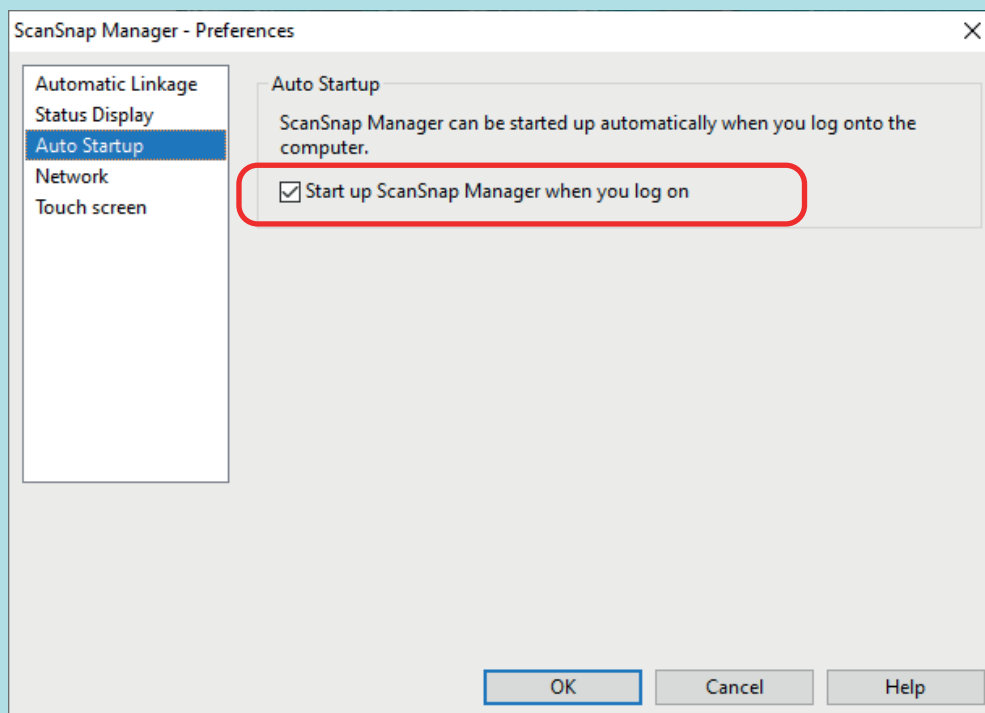 ScanSnap Manager - Preferences
Automatic Linkage
Status Display
Auto Startup
Network
Touch screen
Auto Startup
ScanSnap Manager can be started up automatically when you log onto the
computer.
Start up ScanSnap Manager when you log on
OK
Cancel
Help